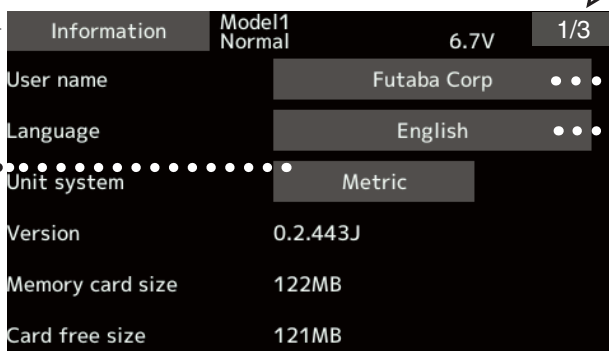 Information Model1 Normal 6.7V 1/3
User name Futaba Corp
Language English
Unit system Metric
Version 0.2.443J
Memory card size 122MB
Card free size 121MB